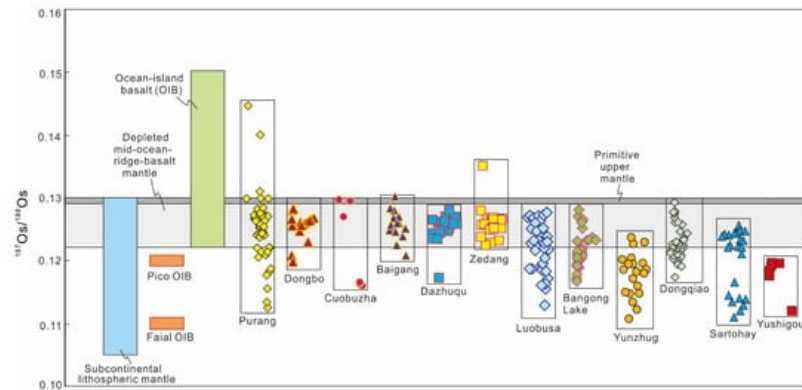 0.16
0.15
0.14
0.13
0.12
0.11
0.10
187Os/188Os
Ocean-island
basalt (OIB)
Depleted
mid-ocean-
ridge-basalt
mantle
Primitive
upper
mantle
Pico OIB
Faial OIB
Subcontinental
lithospheric mantle
Purang
Dongbo
Cuobuzha
Baigang
Dazhuqu
Zedang
Luobusa
Bangong
Lake
Yunzhug
Dongqiao
Sartohay
Yushigou